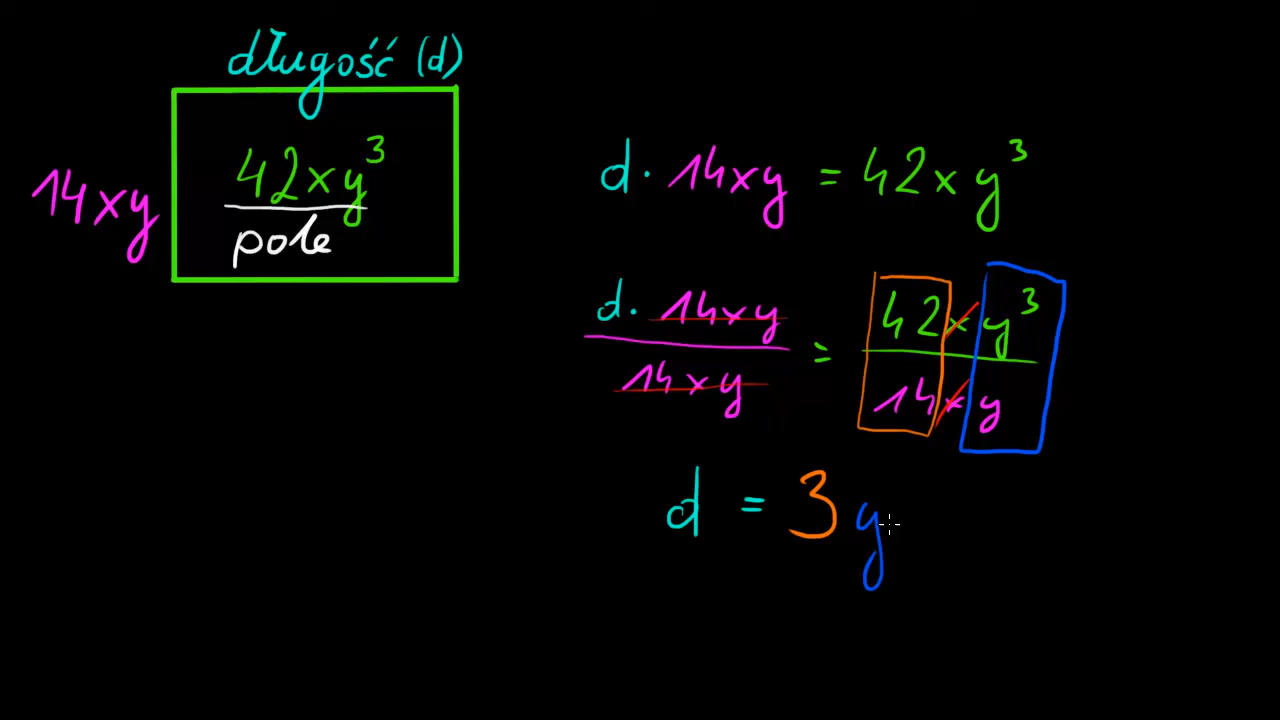 długość (d)
42xy³
14xy
pole
d · 14xy = 42xy³
d · 14xy / 14xy = 42xy³ / 14xy
d = 3y